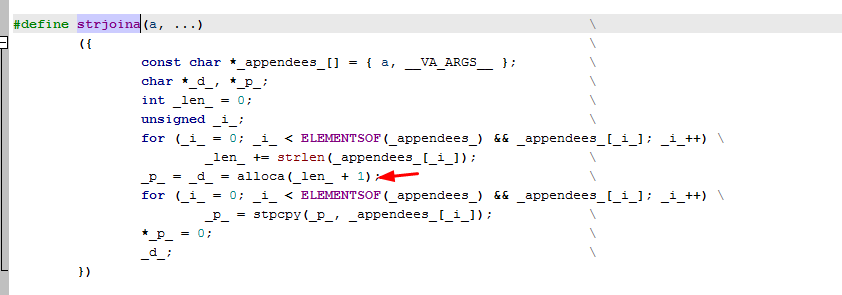 #define strjoina(a, ...) \
({ \
const char *_appendees_[] = { a, __VA_ARGS__ }; \
char *_d_, *_p_; \
int _len_ = 0; \
unsigned _i_; \
for (_i_ = 0; _i_ < ELEMENTSOF(_appendees_) && _appendees_[_i_]; _i_++) \
_len_ += strlen(_appendees_[_i_]); \
_p_ = _d_ = alloca(_len_ + 1); \
for (_i_ = 0; _i_ < ELEMENTSOF(_appendees_) && _appendees_[_i_]; _i_++) \
_p_ = stpcpy(_p_, _appendees_[_i_]); \
*_p_ = 0; \
_d_; \
})